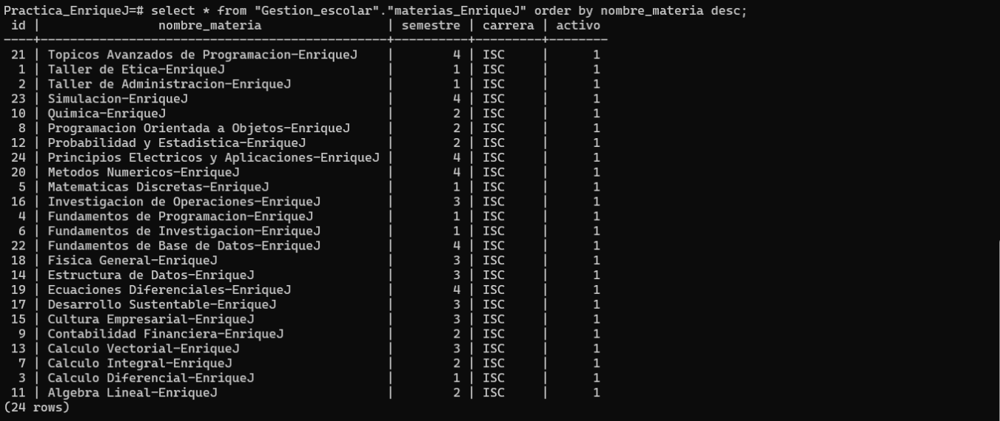 Practica_EnriqueJ=# select * from "Gestion_escolar"."materias_EnriqueJ" order by nombre_materia desc;
 id |                nombre_materia                 | semestre | carrera | activo
----+-----------------------------------------------+----------+---------+--------
 21 | Topicos Avanzados de Programacion-EnriqueJ    |        4 | ISC     |      1
  1 | Taller de Etica-EnriqueJ                      |        1 | ISC     |      1
  2 | Taller de Administracion-EnriqueJ             |        1 | ISC     |      1
 23 | Simulacion-EnriqueJ                           |        4 | ISC     |      1
 10 | Quimica-EnriqueJ                              |        2 | ISC     |      1
  8 | Programacion Orientada a Objetos-EnriqueJ     |        2 | ISC     |      1
 12 | Probabilidad y Estadistica-EnriqueJ           |        2 | ISC     |      1
 24 | Principios Electricos y Aplicaciones-EnriqueJ |        4 | ISC     |      1
 20 | Metodos Numericos-EnriqueJ                    |        4 | ISC     |      1
  5 | Matematicas Discretas-EnriqueJ                |        1 | ISC     |      1
 16 | Investigacion de Operaciones-EnriqueJ         |        3 | ISC     |      1
  4 | Fundamentos de Programacion-EnriqueJ          |        1 | ISC     |      1
  6 | Fundamentos de Investigacion-EnriqueJ         |        1 | ISC     |      1
 22 | Fundamentos de Base de Datos-EnriqueJ         |        4 | ISC     |      1
 18 | Fisica General-EnriqueJ                       |        3 | ISC     |      1
 14 | Estructura de Datos-EnriqueJ                  |        3 | ISC     |      1
 19 | Ecuaciones Diferenciales-EnriqueJ             |        4 | ISC     |      1
 17 | Desarrollo Sustentable-EnriqueJ               |        3 | ISC     |      1
 15 | Cultura Empresarial-EnriqueJ                  |        3 | ISC     |      1
  9 | Contabilidad Financiera-EnriqueJ              |        2 | ISC     |      1
 13 | Calculo Vectorial-EnriqueJ                    |        3 | ISC     |      1
  7 | Calculo Integral-EnriqueJ                     |        2 | ISC     |      1
  3 | Calculo Diferencial-EnriqueJ                  |        1 | ISC     |      1
 11 | Algebra Lineal-EnriqueJ                       |        2 | ISC     |      1
(24 rows)